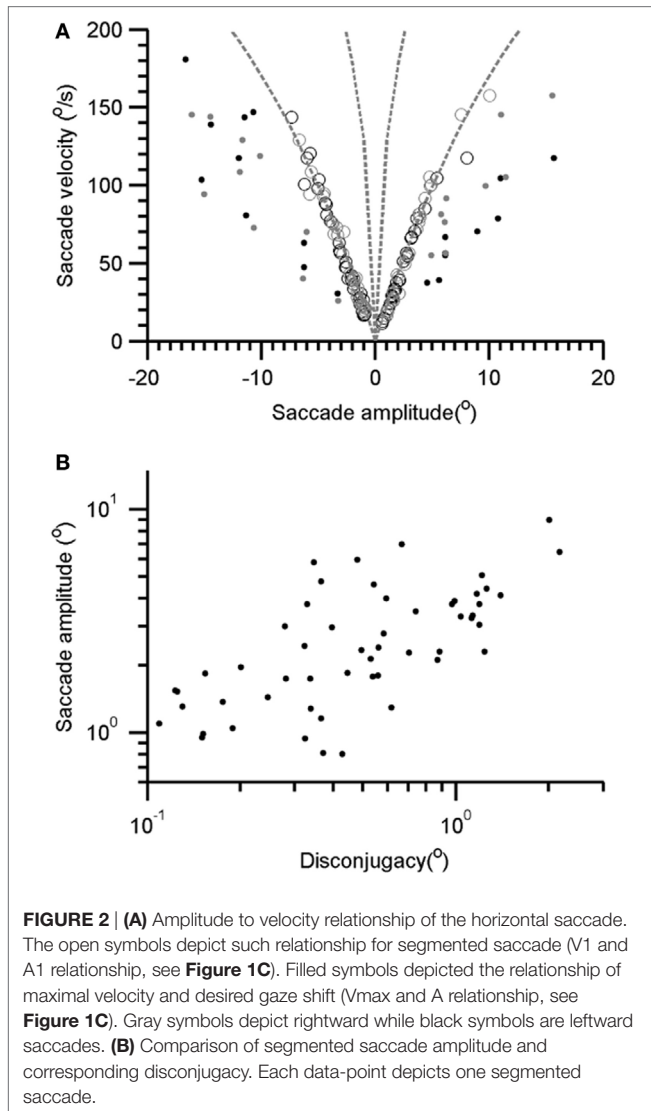 A
200
150
100
50
0
Saccade velocity (°/s)
-20 -10 0 10 20
Saccade amplitude(°)
B
10¹
10⁰
Saccade amplitude (°)
10⁻¹ 10⁰
Disconjugacy(°)
FIGURE 2 | (A) Amplitude to velocity relationship of the horizontal saccade.
The open symbols depict such relationship for segmented saccade (V1 and
A1 relationship, see Figure 1C). Filled symbols depicted the relationship of
maximal velocity and desired gaze shift (Vmax and A relationship, see
Figure 1C). Gray symbols depict rightward while black symbols are leftward
saccades. (B) Comparison of segmented saccade amplitude and
corresponding disconjugacy. Each data-point depicts one segmented
saccade.